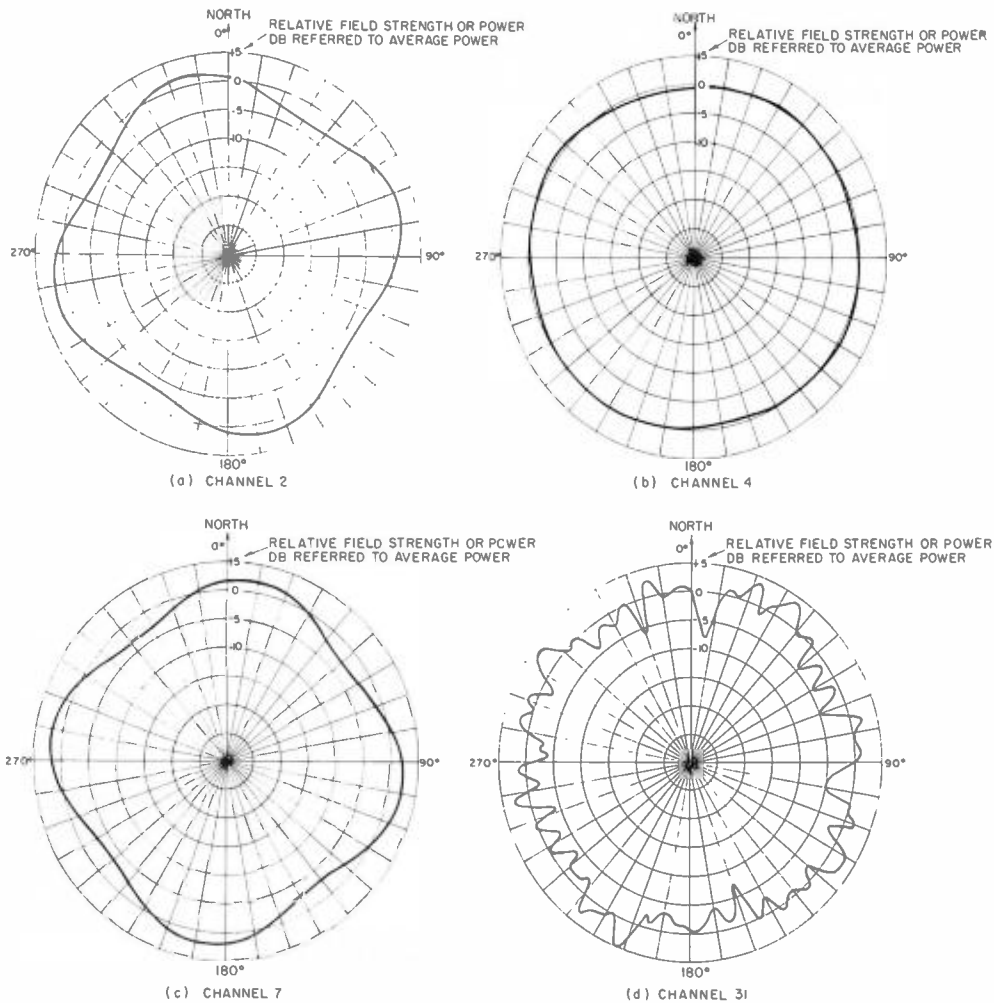 NORTH
0°
RELATIVE FIELD STRENGTH OR POWER
DB REFERRED TO AVERAGE POWER
+5
0
-5
-10
270°
90°
180°
(a) CHANNEL 2
NORTH
0°
RELATIVE FIELD STRENGTH OR POWER
DB REFERRED TO AVERAGE POWER
+5
0
-5
-10
270°
90°
180°
(b) CHANNEL 4
NORTH
0°
RELATIVE FIELD STRENGTH OR POWER
DB REFERRED TO AVERAGE POWER
+5
0
-5
-10
270°
90°
180°
(c) CHANNEL 7
NORTH
0°
RELATIVE FIELD STRENGTH OR POWER
DB REFERRED TO AVERAGE POWER
+5
0
-5
-10
270°
90°
180°
(d) CHANNEL 31